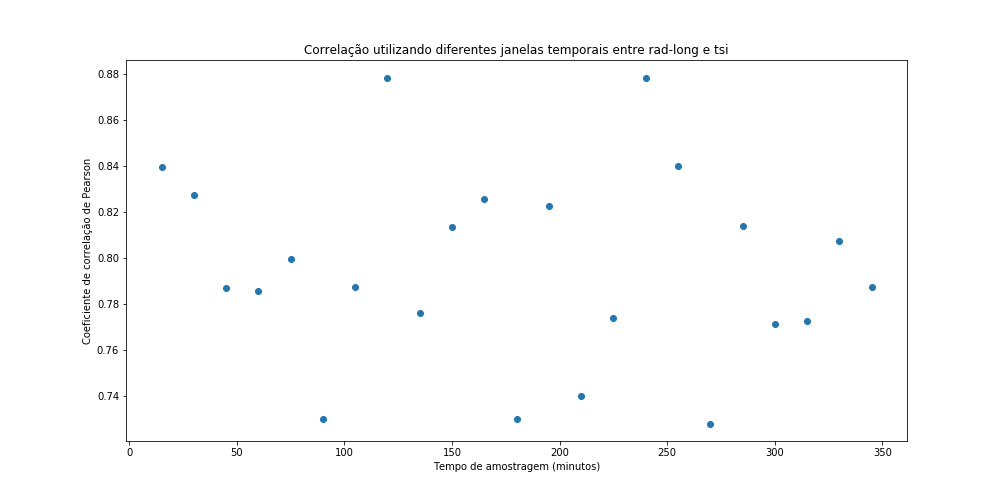 Correlação utilizando diferentes janelas temporais entre rad-long e tsi
Coeficiente de correlação de Pearson
0.88
0.86
0.84
0.82
0.80
0.78
0.76
0.74
0 50 100 150 200 250 300 350
Tempo de amostragem (minutos)